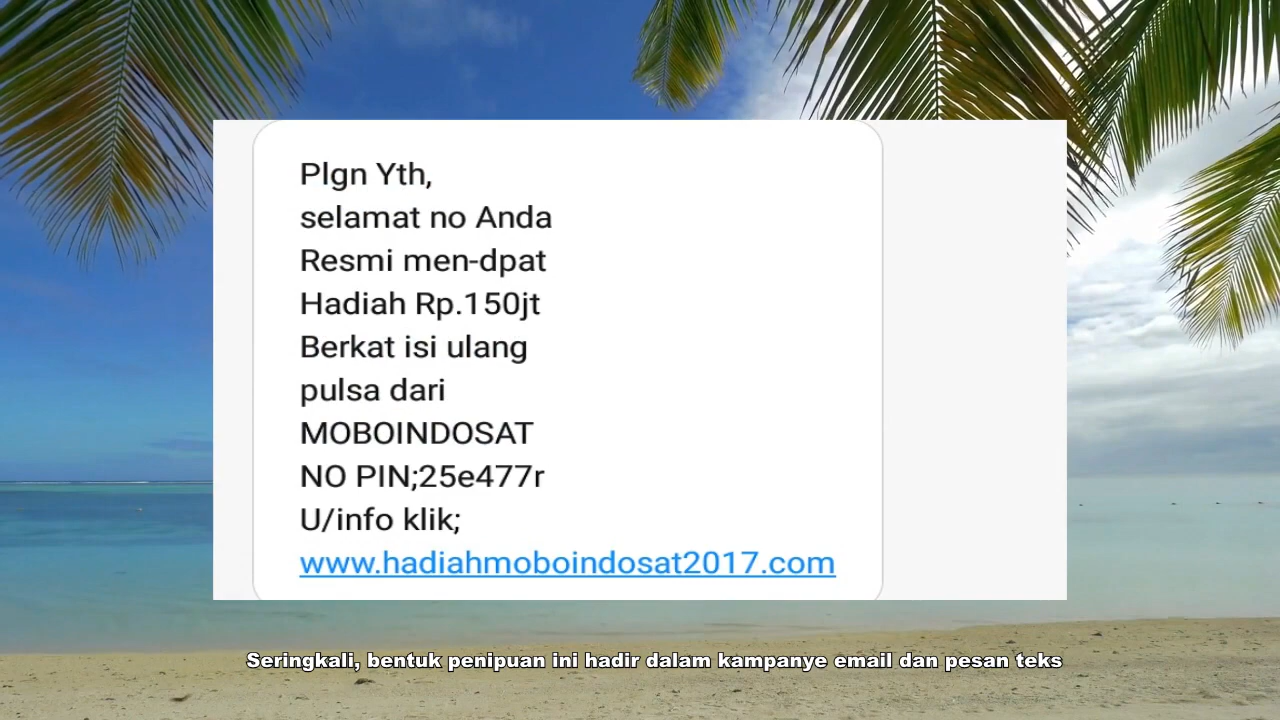 Plgn Yth,
selamat no Anda
Resmi men-dpat
Hadiah Rp.150jt
Berkat isi ulang
pulsa dari
MOBOINDOSAT
NO PIN;25e477r
U/info klik;
www.hadiahmoboindosat2017.com
Seringkali, bentuk penipuan ini hadir dalam kampanye email dan pesan teks